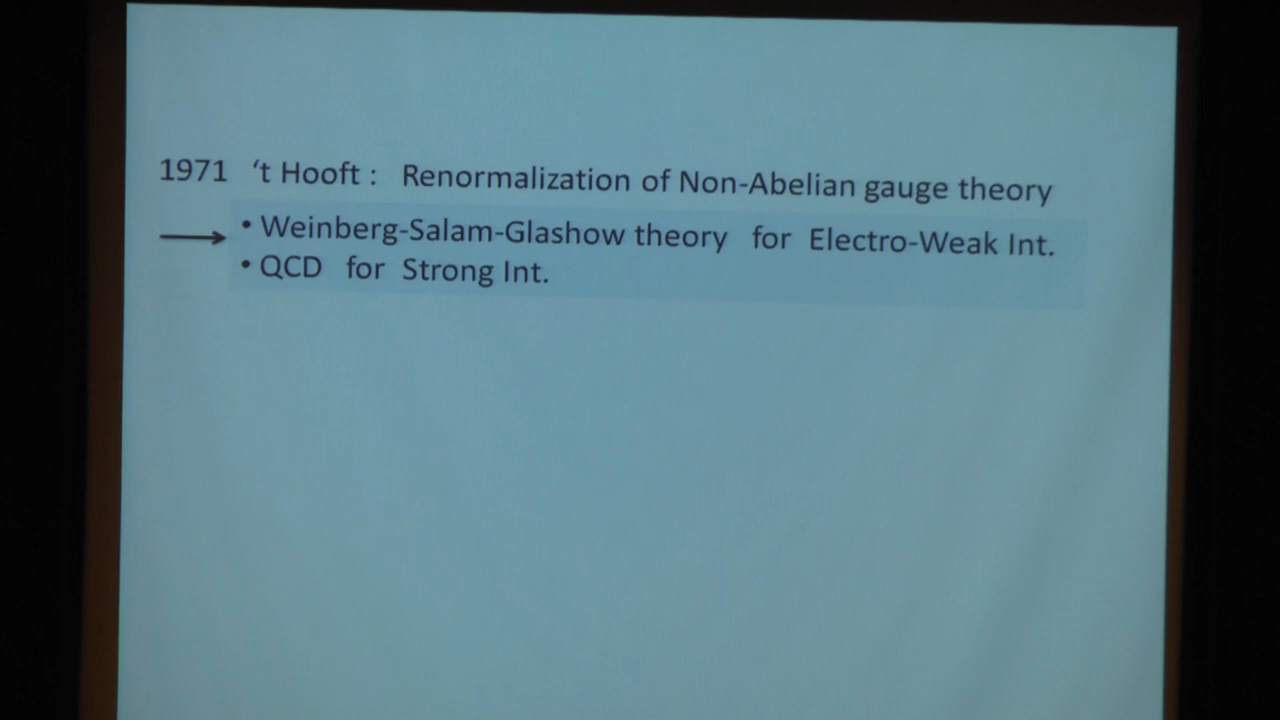 1971 ‘t Hooft : Renormalization of Non-Abelian gauge theory
• Weinberg-Salam-Glashow theory for Electro-Weak Int.
• QCD for Strong Int.